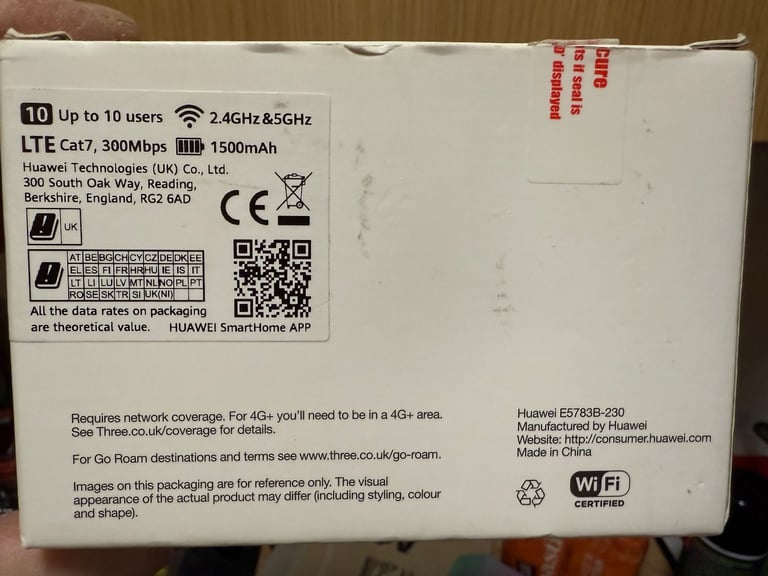 10 Up to 10 users 2.4GHz &5GHz
LTE Cat7, 300Mbps 1500mAh
Huawei Technologies (UK) Co., Ltd.
300 South Oak Way, Reading,
Berkshire, England, RG2 6AD
CE
UK
AT BE BG CH CY CZ DE DK EE
EL ES FI FR HR HU IE IS IT
LT LI LU LV MT NL NO PL PT
RO SE SK TR SI UK(NI)
All the data rates on packaging
are theoretical value. HUAWEI SmartHome APP
cure
ts if seal is
D' displayed
Requires network coverage. For 4G+ you'll need to be in a 4G+ area.
See Three.co.uk/coverage for details.
For Go Roam destinations and terms see www.three.co.uk/go-roam.
Images on this packaging are for reference only. The visual
appearance of the actual product may differ (including styling, colour
and shape).
Huawei E5783B-230
Manufactured by Huawei
Website: http://consumer.huawei.com
Made in China
Wi Fi
CERTIFIED